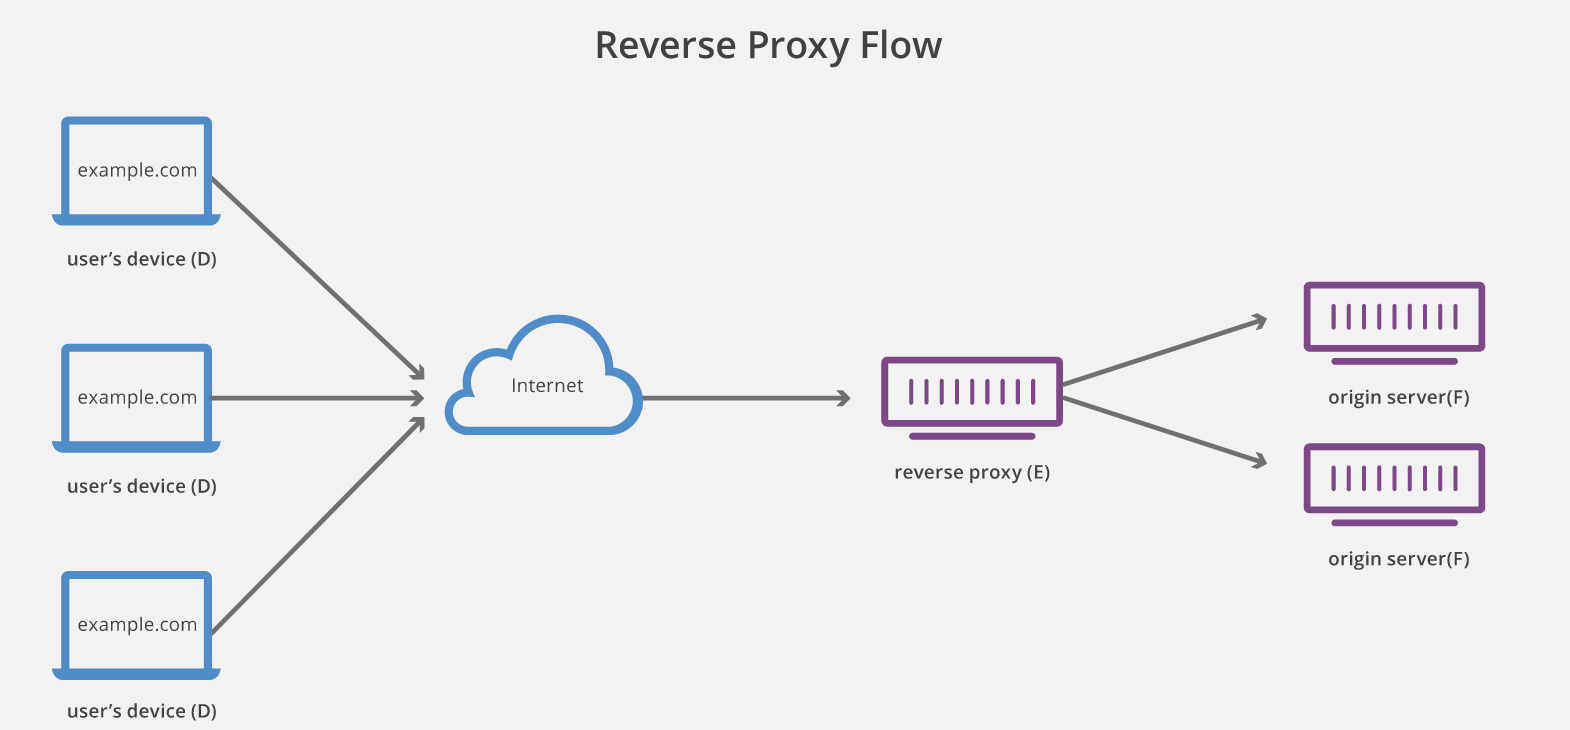 Reverse Proxy Flow
example.com
user’s device (D)
example.com
user’s device (D)
example.com
user’s device (D)
Internet
reverse proxy (E)
origin server(F)
origin server(F)